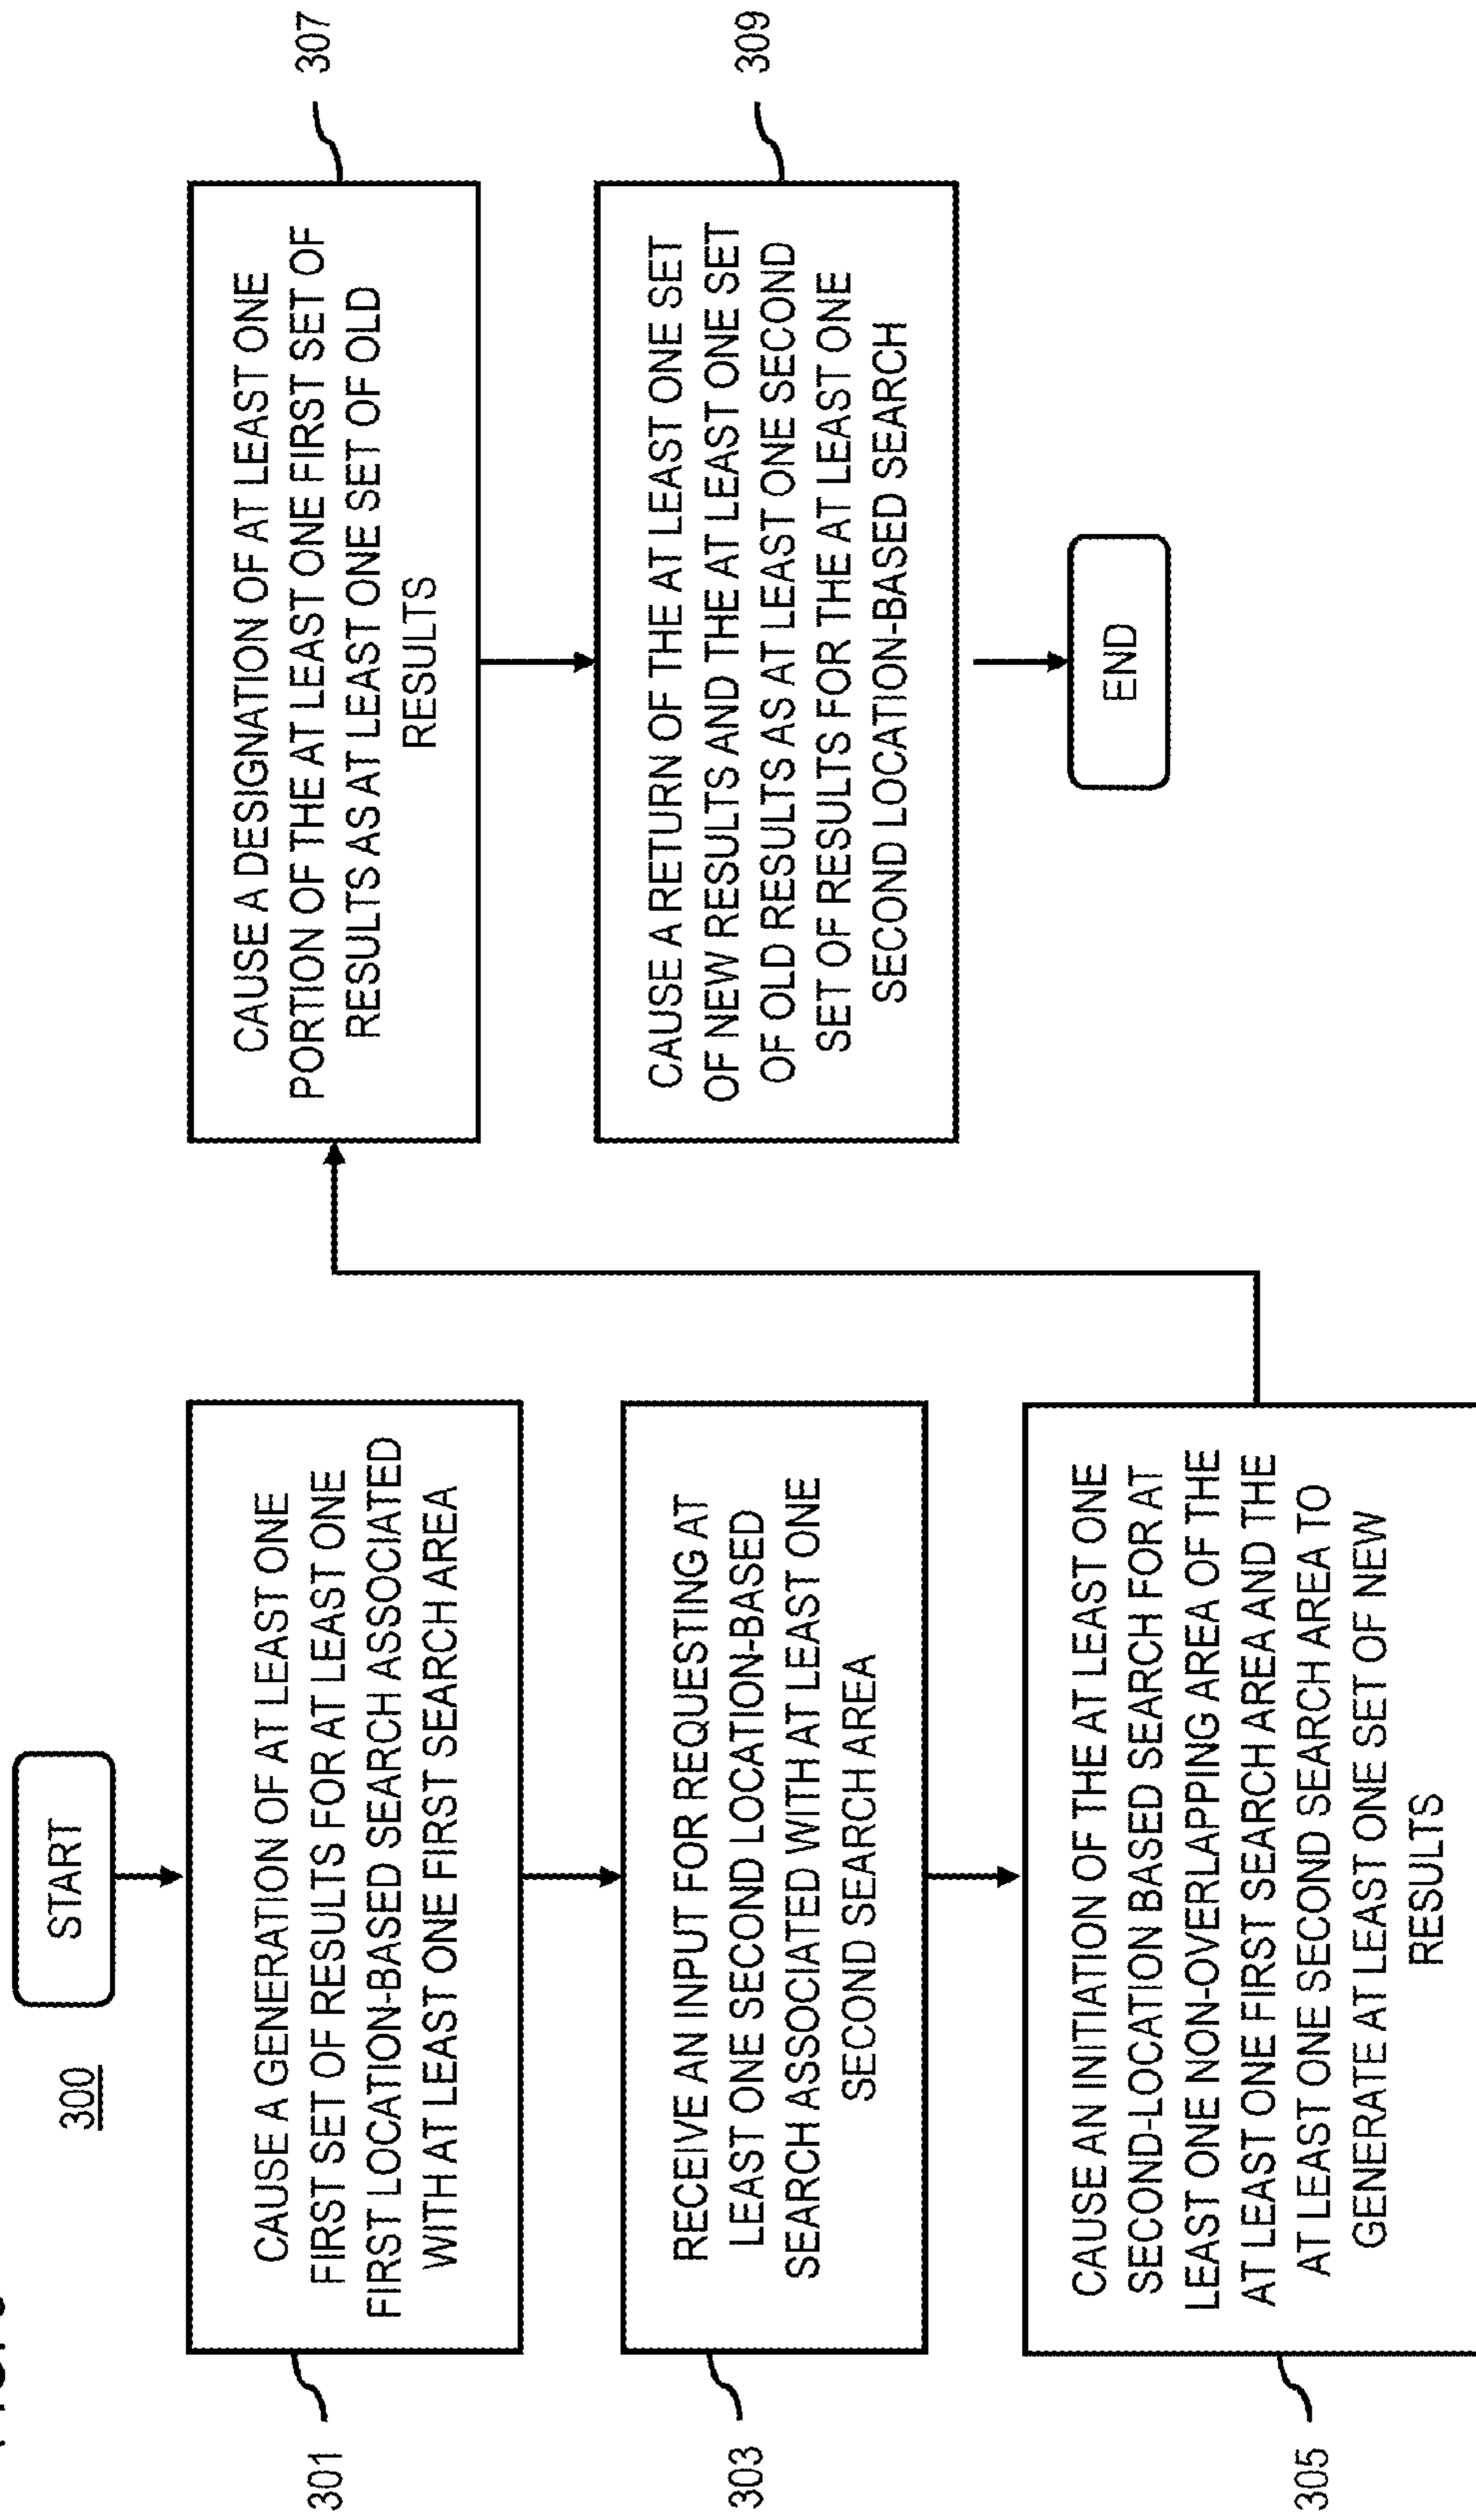 300
START
301
CAUSE A GENERATION OF AT LEAST ONE
FIRST SET OF RESULTS FOR AT LEAST ONE
FIRST LOCATION-BASED SEARCH ASSOCIATED
WITH AT LEAST ONE FIRST SEARCH AREA
303
RECEIVE AN INPUT FOR REQUESTING AT
LEAST ONE SECOND LOCATION-BASED
SEARCH ASSOCIATED WITH AT LEAST ONE
SECOND SEARCH AREA
305
CAUSE AN INITIATION OF THE AT LEAST ONE
SECOND-LOCATION BASED SEARCH FOR AT
LEAST ONE NON-OVERLAPPING AREA OF THE
AT LEAST ONE FIRST SEARCH AREA AND THE
AT LEAST ONE SECOND SEARCH AREA TO
GENERATE AT LEAST ONE SET OF NEW
RESULTS
307
CAUSE A DESIGNATION OF AT LEAST ONE
PORTION OF THE AT LEAST ONE FIRST SET OF
RESULTS AS AT LEAST ONE SET OF OLD
RESULTS
309
CAUSE A RETURN OF THE AT LEAST ONE SET
OF NEW RESULTS AND THE AT LEAST ONE SET
OF OLD RESULTS AS AT LEAST ONE SECOND
SET OF RESULTS FOR THE AT LEAST ONE
SECOND LOCATION-BASED SEARCH
END